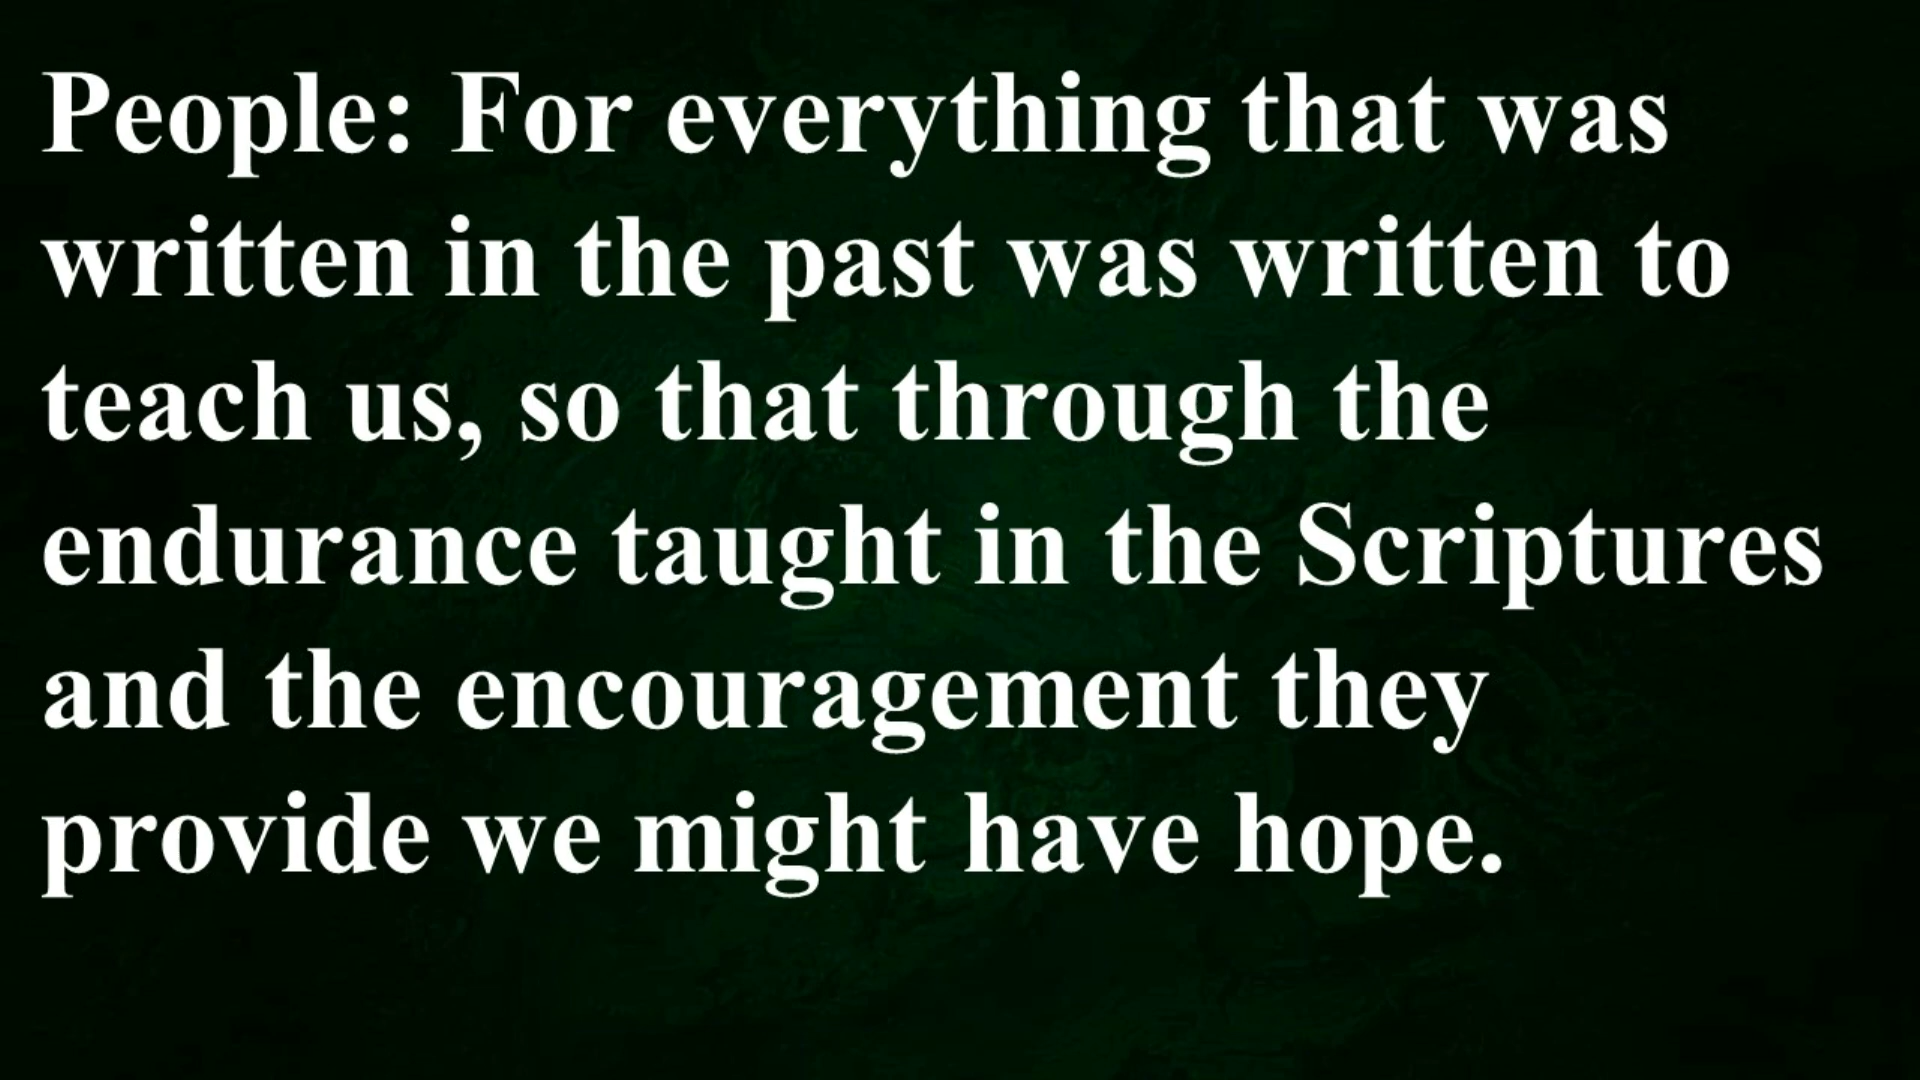 People: For everything that was
written in the past was written to
teach us, so that through the
endurance taught in the Scriptures
and the encouragement they
provide we might have hope.